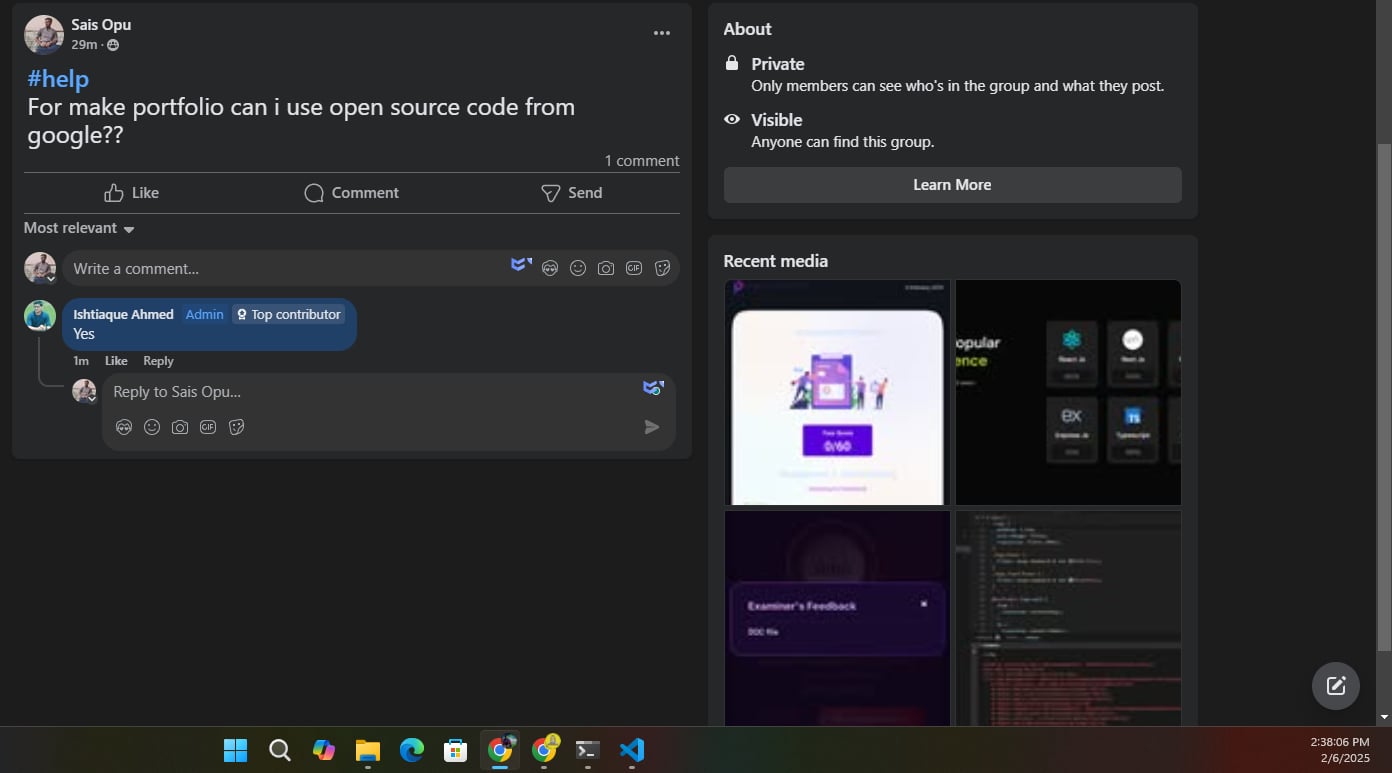 Sais Opu
29m ·
#help
For make portfolio can i use open source code from
google??
1 comment
Like
Comment
Send
Most relevant
Write a comment...
GIF
Ishtiaque Ahmed Admin Top contributor
Yes
1m Like Reply
Reply to Sais Opu...
GIF
About
Private
Only members can see who's in the group and what they post.
Visible
Anyone can find this group.
Learn More
Recent media
0/60
opular
ence
React Js
Next Js
ex
TS
Express Js
Typescript
Examiner's Feedback
DOC file
2:38:06 PM
2/6/2025